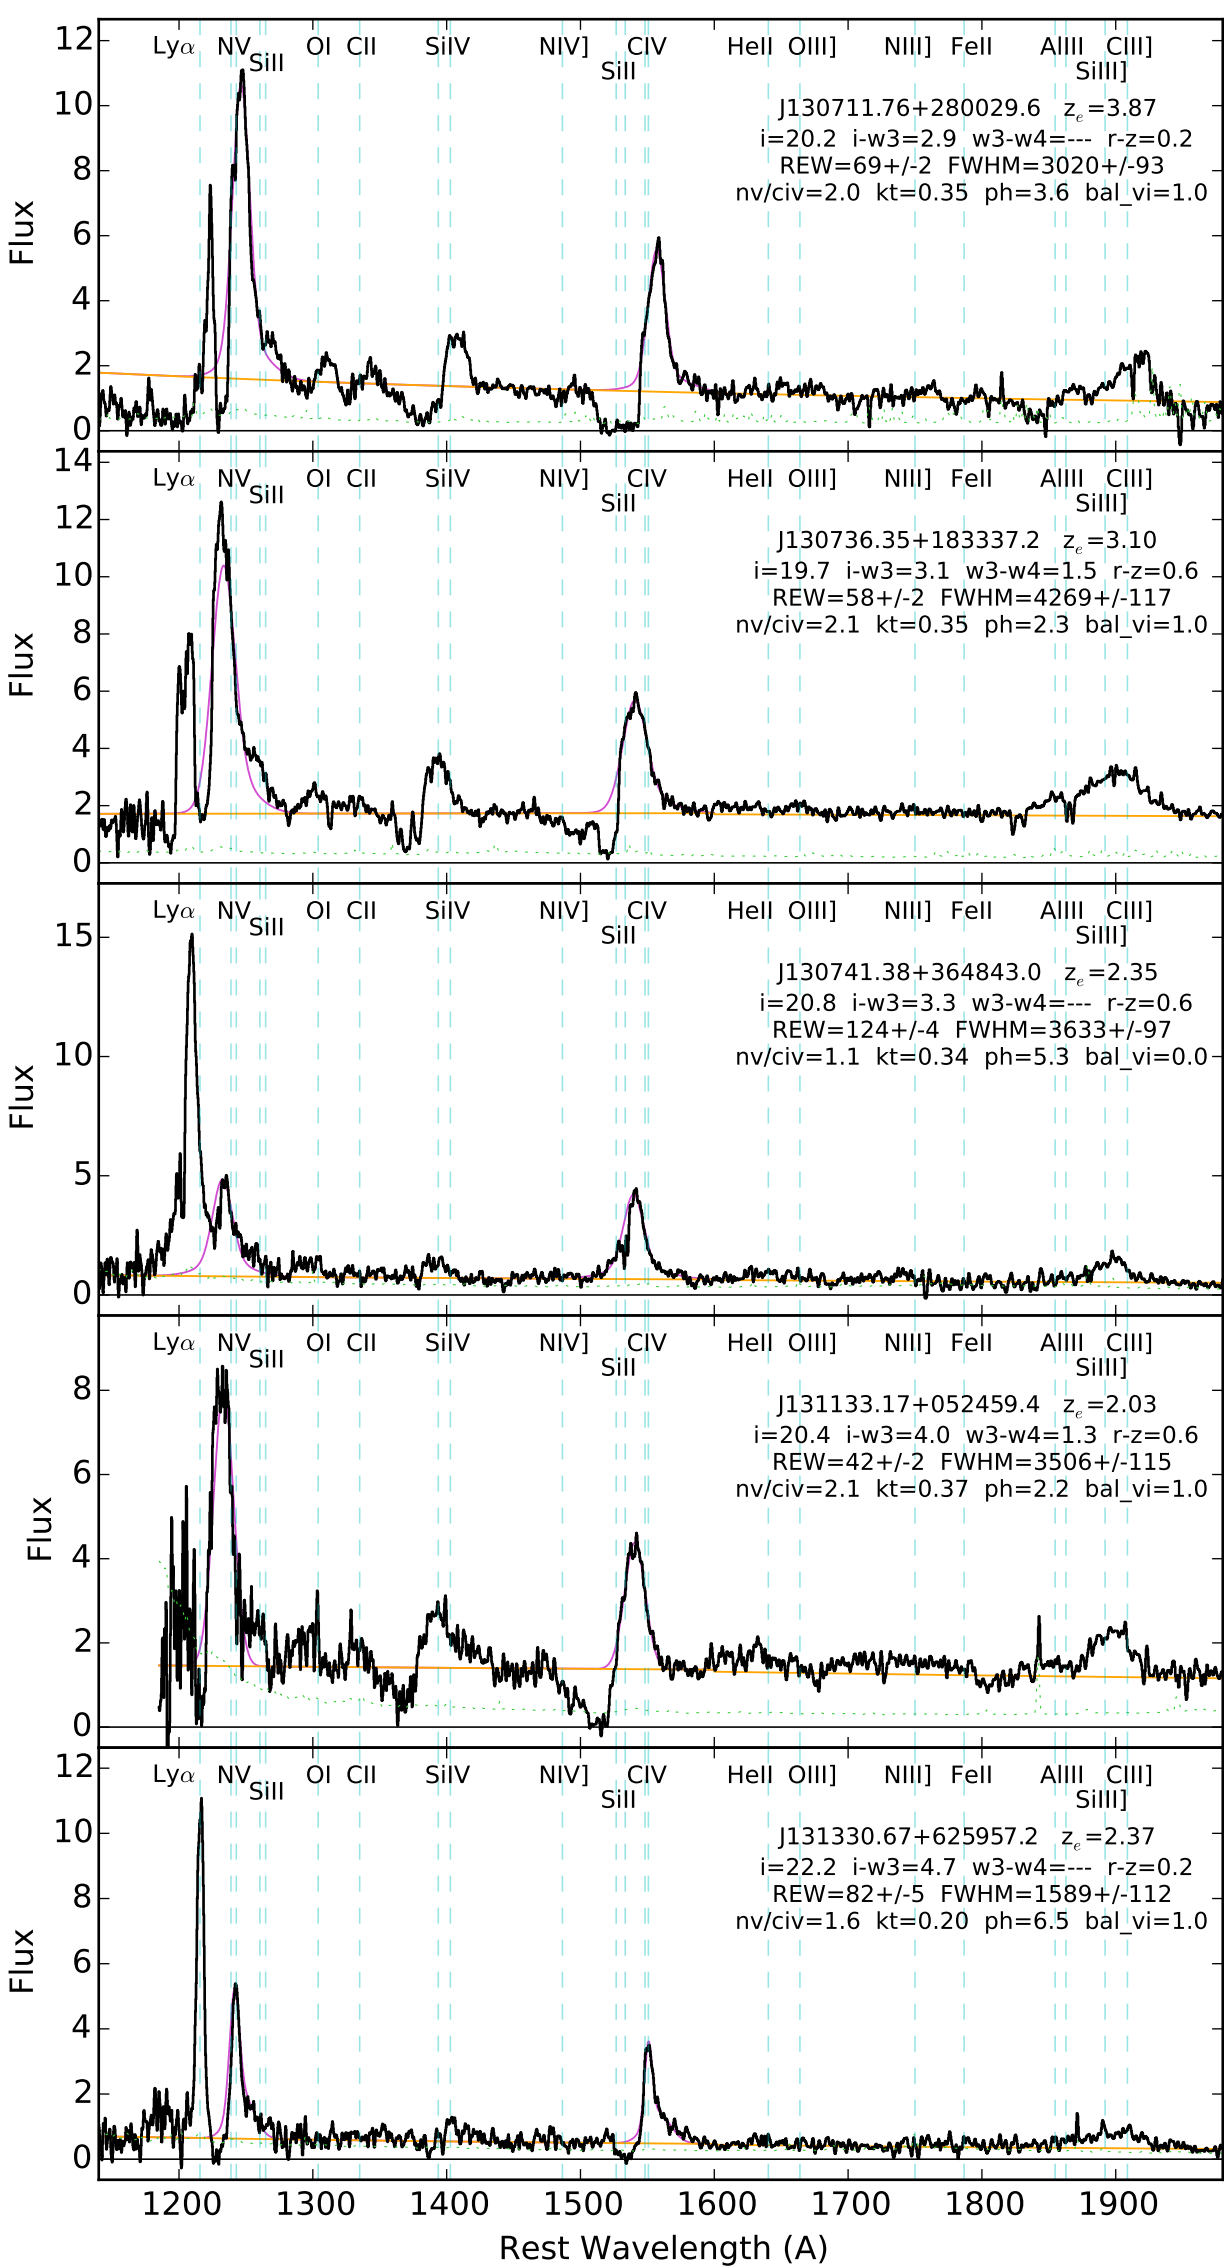 12
10
8
6
4
2
0
Flux
Lyα NV SiII OI CII SiIV NIV] SiII CIV HeII OIII] NIII] FeII AlIII SiIII] CIII]
J130711.76+280029.6 z_e=3.87
i=20.2 i-w3=2.9 w3-w4=--- r-z=0.2
REW=69+/-2 FWHM=3020+/-93
nv/civ=2.0 kt=0.35 ph=3.6 bal_vi=1.0
14
12
10
8
6
4
2
0
Flux
Lyα NV SiII OI CII SiIV NIV] SiII CIV HeII OIII] NIII] FeII AlIII SiIII] CIII]
J130736.35+183337.2 z_e=3.10
i=19.7 i-w3=3.1 w3-w4=1.5 r-z=0.6
REW=58+/-2 FWHM=4269+/-117
nv/civ=2.1 kt=0.35 ph=2.3 bal_vi=1.0
15
10
5
0
Flux
Lyα NV SiII OI CII SiIV NIV] SiII CIV HeII OIII] NIII] FeII AlIII SiIII] CIII]
J130741.38+364843.0 z_e=2.35
i=20.8 i-w3=3.3 w3-w4=--- r-z=0.6
REW=124+/-4 FWHM=3633+/-97
nv/civ=1.1 kt=0.34 ph=5.3 bal_vi=0.0
8
6
4
2
0
Flux
Lyα NV SiII OI CII SiIV NIV] SiII CIV HeII OIII] NIII] FeII AlIII SiIII] CIII]
J131133.17+052459.4 z_e=2.03
i=20.4 i-w3=4.0 w3-w4=1.3 r-z=0.6
REW=42+/-2 FWHM=3506+/-115
nv/civ=2.1 kt=0.37 ph=2.2 bal_vi=1.0
12
10
8
6
4
2
0
Flux
Lyα NV SiII OI CII SiIV NIV] SiII CIV HeII OIII] NIII] FeII AlIII SiIII] CIII]
J131330.67+625957.2 z_e=2.37
i=22.2 i-w3=4.7 w3-w4=--- r-z=0.2
REW=82+/-5 FWHM=1589+/-112
nv/civ=1.6 kt=0.20 ph=6.5 bal_vi=1.0
1200 1300 1400 1500 1600 1700 1800 1900
Rest Wavelength (A)